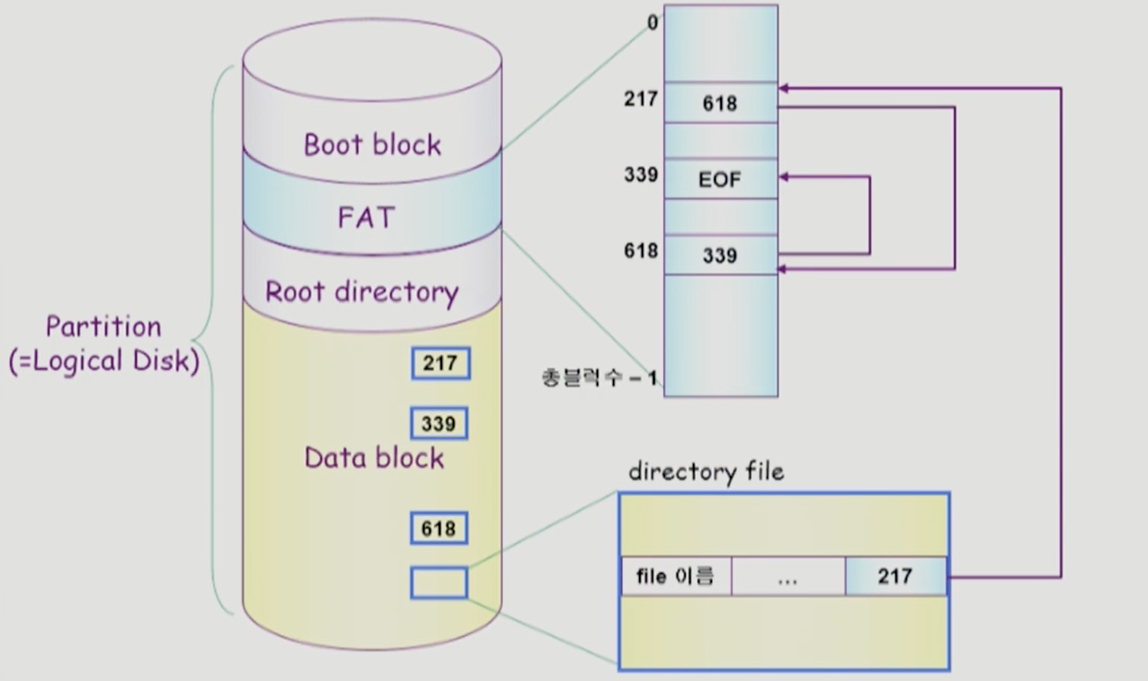 Boot block
FAT
Root directory
Partition
(=Logical Disk)
217
339
Data block
618
0
217
618
339
EOF
618
339
총블럭수 – 1
directory file
file 이름
...
217